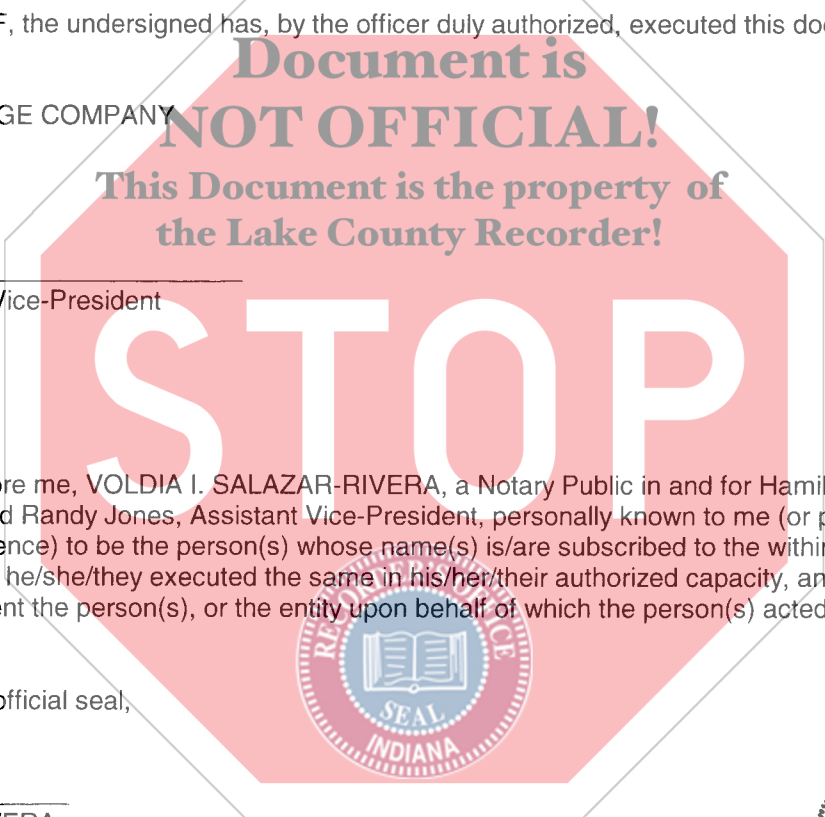 F, the undersigned has, by the officer duly authorized, executed this do
Document is
GE COMPANY
NOT OFFICIAL!
This Document is the property of
the Lake County Recorder!
Vice-President
STOP
ore me, VOLDIA I. SALAZAR-RIVERA, a Notary Public in and for Hamil
d Randy Jones, Assistant Vice-President, personally known to me (or p
ence) to be the person(s) whose name(s) is/are subscribed to the within
he/she/they executed the same in his/her/their authorized capacity, an
ent the person(s), or the entity upon behalf of which the person(s) acted
RECORDER'S OFFICE
SEAL
INDIANA
official seal,